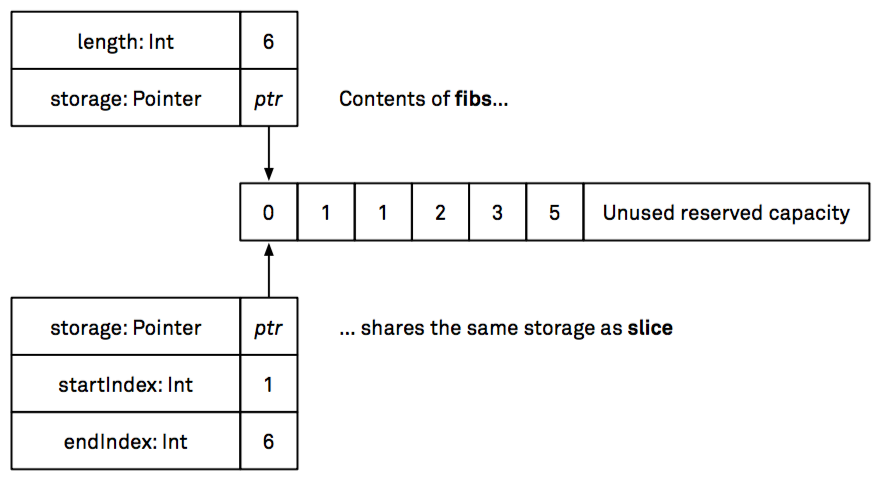 length: Int 6
storage: Pointer ptr Contents of fibs...
0 1 1 2 3 5 Unused reserved capacity
storage: Pointer ptr ... shares the same storage as slice
startIndex: Int 1
endIndex: Int 6